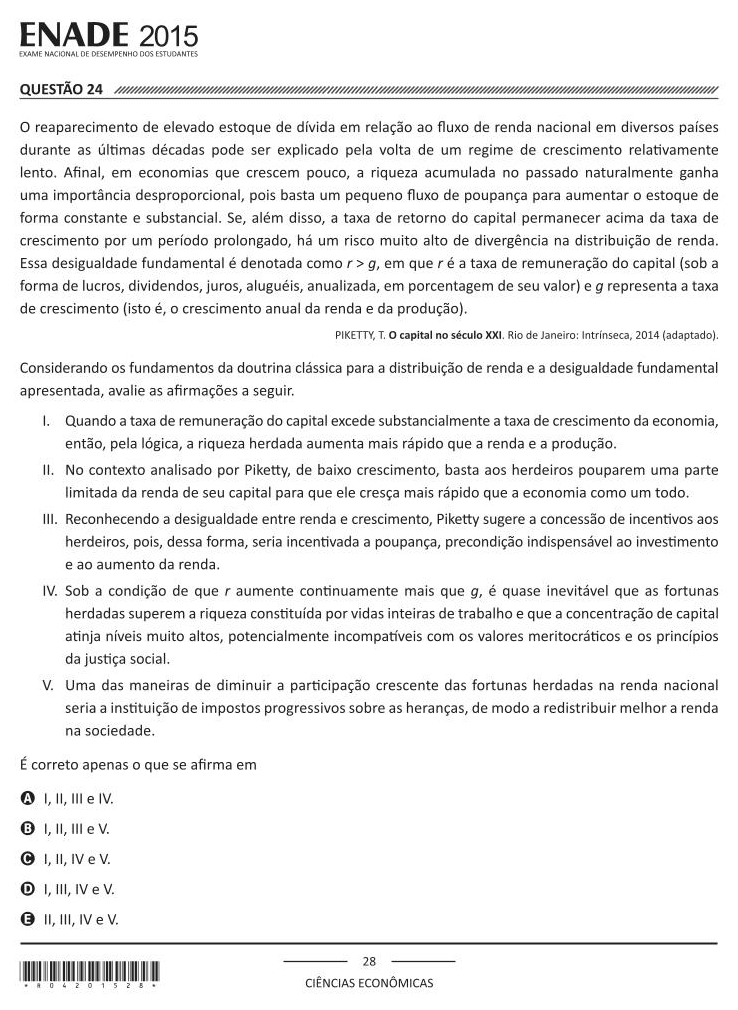 ENADE 2015
EXAME NACIONAL DE DESEMPENHO DOS ESTUDANTES
QUESTÃO 24
O reaparecimento de elevado estoque de dívida em relação ao fluxo de renda nacional em diversos países
durante as últimas décadas pode ser explicado pela volta de um regime de crescimento relativamente
lento. Afinal, em economias que crescem pouco, a riqueza acumulada no passado naturalmente ganha
uma importância desproporcional, pois basta um pequeno fluxo de poupança para aumentar o estoque de
forma constante e substancial. Se, além disso, a taxa de retorno do capital permanecer acima da taxa de
crescimento por um período prolongado, há um risco muito alto de divergência na distribuição de renda.
Essa desigualdade fundamental é denotada como r > g, em que r é a taxa de remuneração do capital (sob a
forma de lucros, dividendos, juros, aluguéis, anualizada, em porcentagem de seu valor) e g representa a taxa
de crescimento (isto é, o crescimento anual da renda e da produção).
PIKETTY, T. O capital no século XXI. Rio de Janeiro: Intrínseca, 2014 (adaptado).
Considerando os fundamentos da doutrina clássica para a distribuição de renda e a desigualdade fundamental
apresentada, avalie as afirmações a seguir.
I. Quando a taxa de remuneração do capital excede substancialmente a taxa de crescimento da economia,
então, pela lógica, a riqueza herdada aumenta mais rápido que a renda e a produção.
II. No contexto analisado por Piketty, de baixo crescimento, basta aos herdeiros pouparem uma parte
limitada da renda de seu capital para que ele cresça mais rápido que a economia como um todo.
III. Reconhecendo a desigualdade entre renda e crescimento, Piketty sugere a concessão de incentivos aos
herdeiros, pois, dessa forma, seria incentivada a poupança, precondição indispensável ao investimento
e ao aumento da renda.
IV. Sob a condição de que r aumente continuamente mais que g, é quase inevitável que as fortunas
herdadas superem a riqueza constituída por vidas inteiras de trabalho e que a concentração de capital
atinja níveis muito altos, potencialmente incompatíveis com os valores meritocráticos e os princípios
da justiça social.
V. Uma das maneiras de diminuir a participação crescente das fortunas herdadas na renda nacional
seria a instituição de impostos progressivos sobre as heranças, de modo a redistribuir melhor a renda
na sociedade.
É correto apenas o que se afirma em
A I, II, III e IV.
B I, II, III e V.
C I, II, IV e V.
D I, III, IV e V.
E II, III, IV e V.
28
* R 0 4 2 0 1 5 2 8 *
CIÊNCIAS ECONÔMICAS